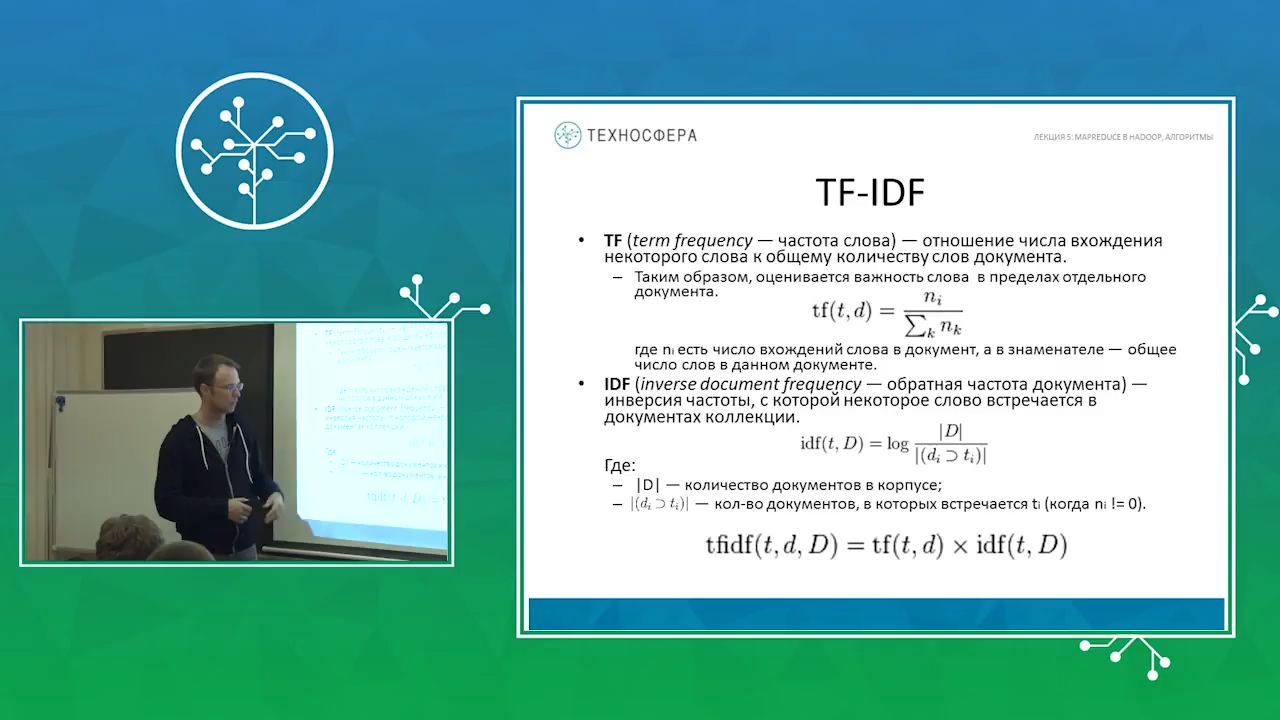 ТЕХНОСФЕРА
ЛЕКЦИЯ 5: MAPREDUCE В HADOOP, АЛГОРИТМЫ
TF-IDF
• TF (term frequency — частота слова) — отношение числа вхождения
некоторого слова к общему количеству слов документа.
– Таким образом, оценивается важность слова в пределах отдельного
документа.
tf(t, d) = n_i / ∑_k n_k
где nᵢ есть число вхождений слова в документ, а в знаменателе — общее
число слов в данном документе.
• IDF (inverse document frequency — обратная частота документа) —
инверсия частоты, с которой некоторое слово встречается в
документах коллекции.
idf(t, D) = log |D| / |(d_i ⊃ t_i)|
Где:
– |D| — количество документов в корпусе;
– |(d_i ⊃ t_i)| — кол-во документов, в которых встречается tᵢ (когда nᵢ != 0).
tfidf(t, d, D) = tf(t, d) × idf(t, D)